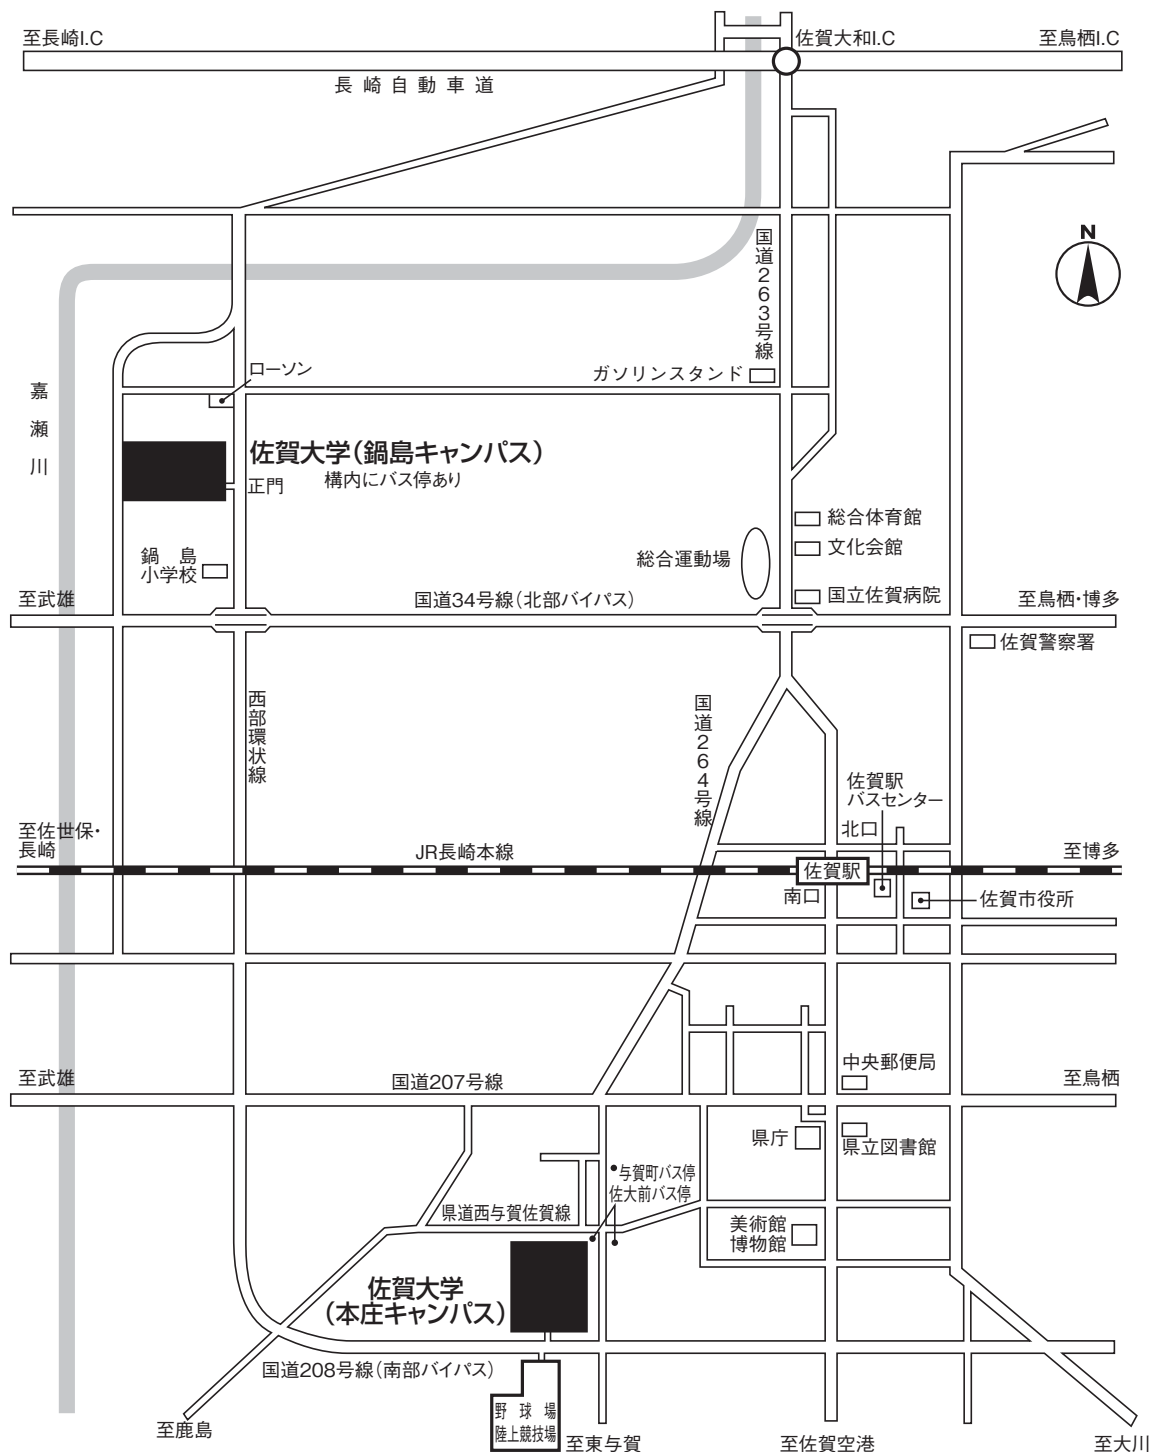 至長崎I.C
佐賀大和I.C
至鳥栖I.C
長崎自動車道
N
国道263号線
嘉瀬川
ローソン
ガソリンスタンド
佐賀大学(鍋島キャンパス)
正門
構内にバス停あり
総合体育館
文化会館
総合運動場
鍋島
小学校
国立佐賀病院
至武雄
国道34号線(北部バイパス)
至鳥栖・博多
佐賀警察署
西部環状線
国道264号線
佐賀駅
バスセンター
北口
至佐世保・
長崎
JR長崎本線
至博多
佐賀駅
南口
佐賀市役所
中央郵便局
至武雄
国道207号線
至鳥栖
県庁
県立図書館
与賀町バス停
佐大前バス停
県道西与賀佐賀線
美術館
博物館
佐賀大学
(本庄キャンパス)
国道208号線(南部バイパス)
野球場
陸上競技場
至鹿島
至東与賀
至佐賀空港
至大川